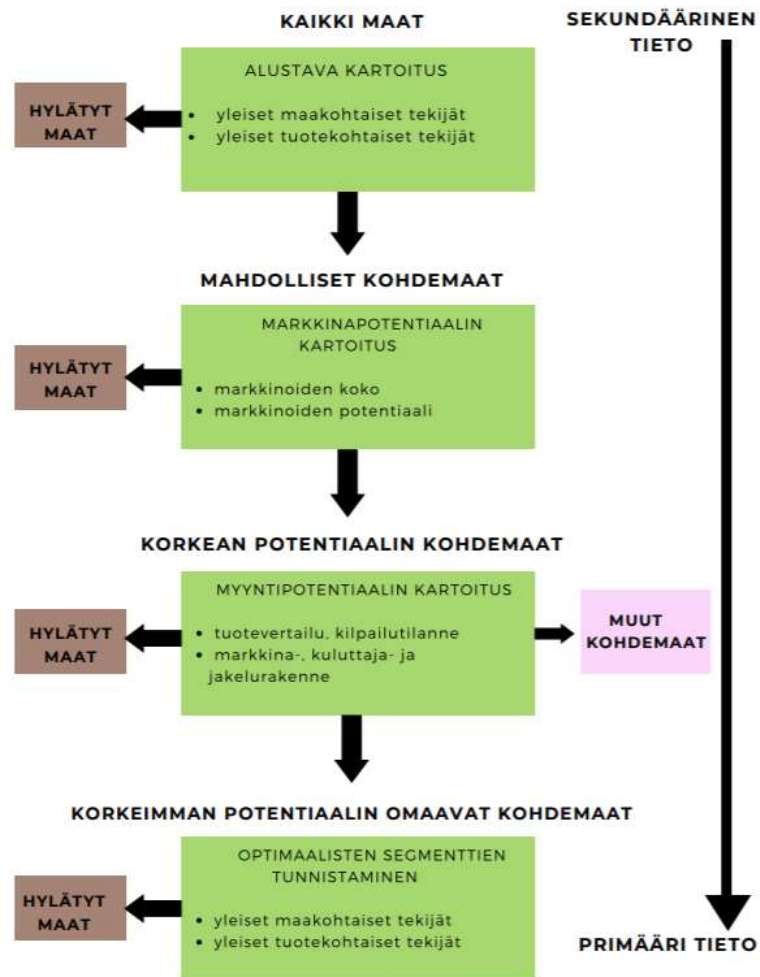 KAIKKI MAAT
SEKUNDÄÄRINEN
TIETO
ALUSTAVA KARTOITUS
HYLÄTYT
MAAT
• yleiset maakohtaiset tekijät
• yleiset tuotekohtaiset tekijät
MAHDOLLISET KOHDEMAAT
MARKKINAPOTENTIAALIN
KARTOITUS
HYLÄTYT
MAAT
• markkinoiden koko
• markkinoiden potentiaali
KORKEAN POTENTIAALIN KOHDEMAAT
MYYNTIPOTENTIAALIN KARTOITUS
HYLÄTYT
MAAT
• tuotevertailu, kilpailutilanne
• markkina-, kuluttaja- ja
jakelurakenne
MUUT
KOHDEMAAT
KORKEIMMAN POTENTIAALIN OMAAVAT KOHDEMAAT
OPTIMAALISTEN SEGMENTTIEN
TUNNISTAMINEN
HYLÄTYT
MAAT
• yleiset maakohtaiset tekijät
• yleiset tuotekohtaiset tekijät
PRIMÄÄRI TIETO